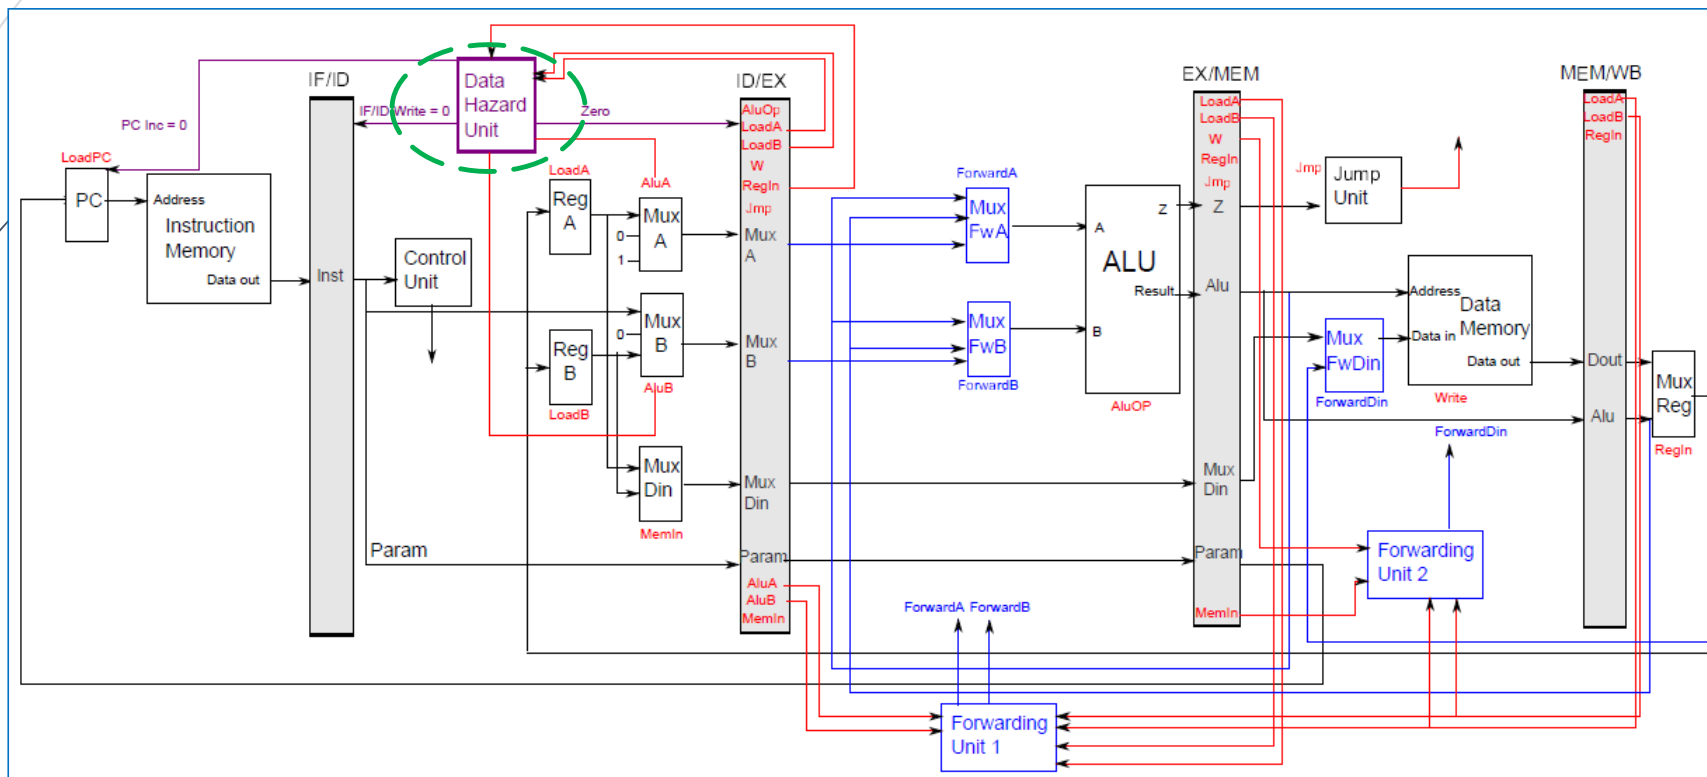 IF/ID
Data
Hazard
Unit
IF/ID Write = 0
PC Inc = 0
Zero
ID/EX
EX/MEM
MEM/WB
LoadPC
PC
Address
Instruction
Memory
Data out
Inst
Control
Unit
LoadA
Reg
A
AluA
Mux
A
0
1
Mux
B
0
Reg
B
AluB
LoadB
Mux
Din
MemIn
Param
AluOp
LoadA
LoadB
W
RegIn
Jmp
Mux
A
Mux
B
Mux
Din
Param
AluA
AluB
MemIn
ForwardA
Mux
FwA
Mux
FwB
ForwardB
A
B
Z
ALU
Result
AluOP
LoadA
LoadB
W
RegIn
Jmp
Z
Alu
Mux
Din
Param
MemIn
Jmp
Jump
Unit
Mux
FwDin
ForwardDin
Address
Data
Memory
Data in
Data out
Write
ForwardDin
Forwarding
Unit 2
ForwardA ForwardB
Forwarding
Unit 1
LoadA
LoadB
RegIn
Dout
Alu
Mux
Reg
RegIn